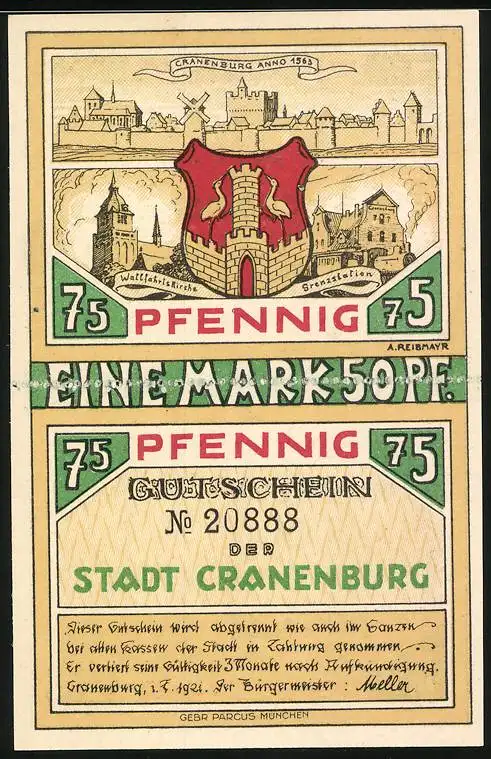 CRANENBURG ANNO 1563
Wallfahrtskirche
Grenzstation
75 PFENNIG 75
A. REIBMAYR
EINE MARK 50 PF.
75 PFENNIG 75
GUTSCHEIN
No 20888
DER
STADT CRANENBURG
Dieser Gutschein wird abgetrennt wie auch im Ganzen
bei allen Kassen der Stadt in Zahlung genommen.
Er verliert seine Gültigkeit 3 Monate nach Aufkündigung.
Cranenburg, 1. 7. 1921. Der Bürgermeister:
GEBR PARCUS MÜNCHEN